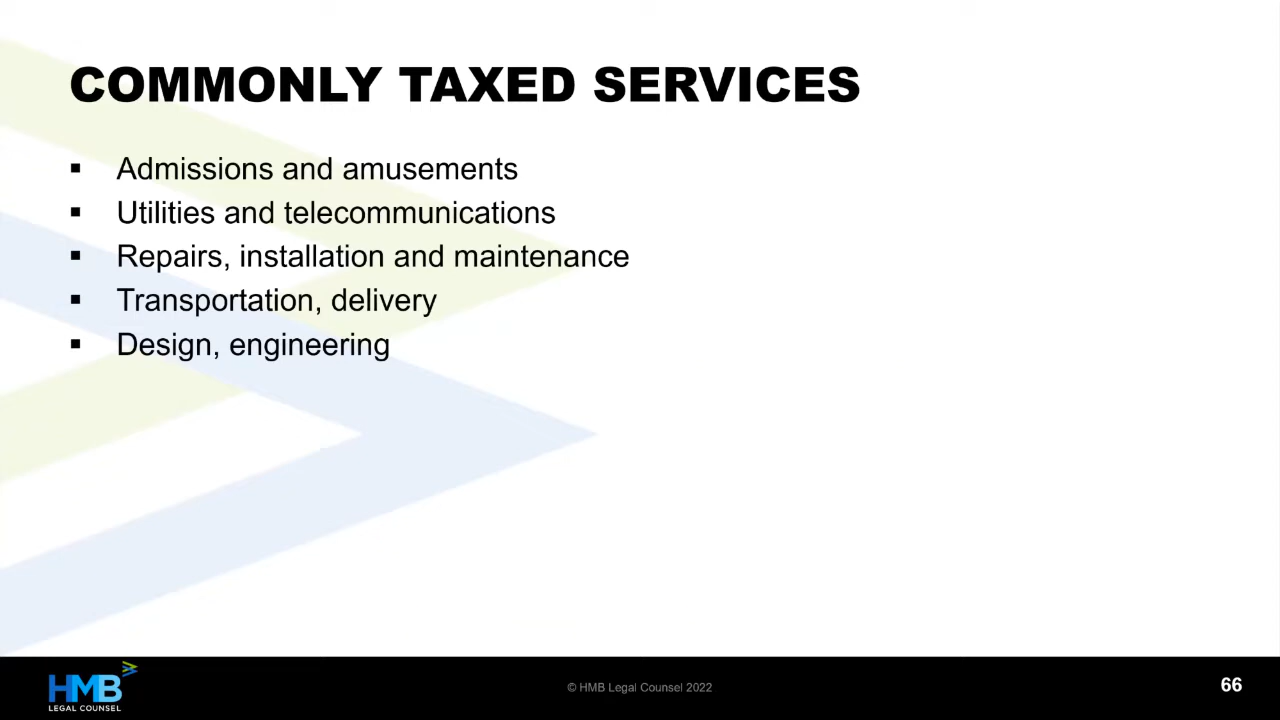 COMMONLY TAXED SERVICES
▪ Admissions and amusements
▪ Utilities and telecommunications
▪ Repairs, installation and maintenance
▪ Transportation, delivery
▪ Design, engineering
HMB
LEGAL COUNSEL
© HMB Legal Counsel 2022
66